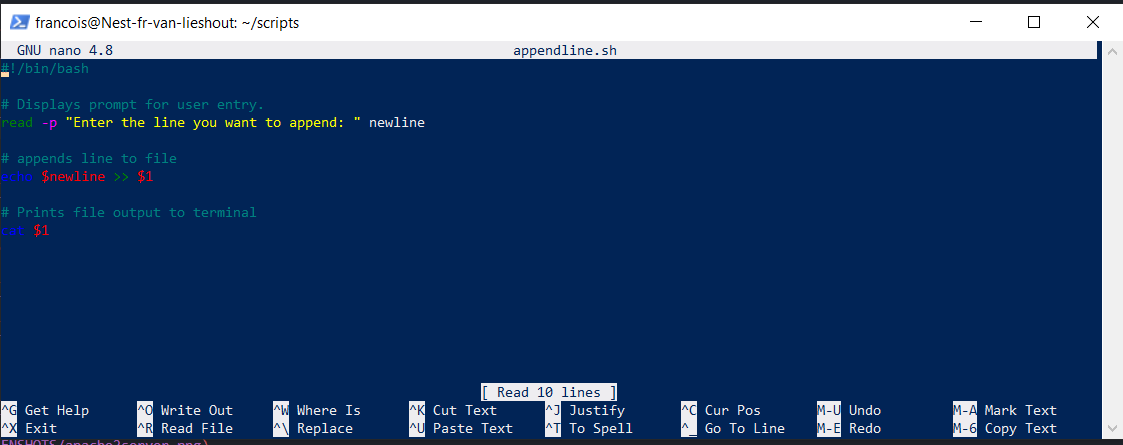 francois@Nest-fr-van-lieshout: ~/scripts
GNU nano 4.8 appendline.sh
#!/bin/bash
# Displays prompt for user entry.
read -p "Enter the line you want to append: " newline
# appends line to file
echo $newline >> $1
# Prints file output to terminal
cat $1
[ Read 10 lines ]
^G Get Help ^O Write Out ^W Where Is ^K Cut Text ^J Justify ^C Cur Pos M-U Undo M-A Mark Text
^X Exit ^R Read File ^\ Replace ^U Paste Text ^T To Spell ^_ Go To Line M-E Redo M-6 Copy Text